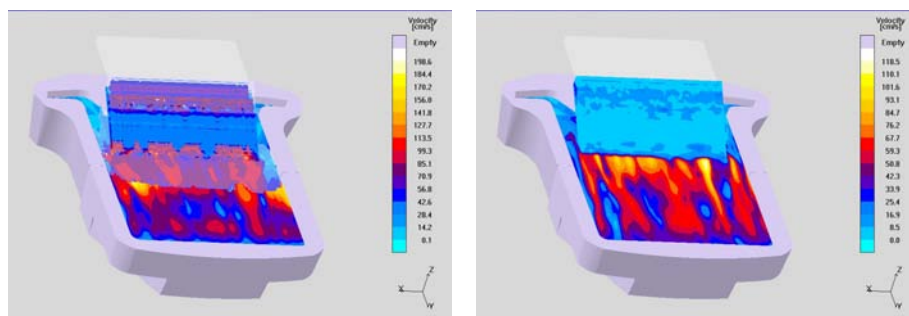 Velocity
[cm/s]
Empty
198.6
184.4
170.2
156.0
141.8
127.7
113.5
99.3
85.1
70.9
56.8
42.6
28.4
14.2
0.1
X
Z
Y
Velocity
[cm/s]
Empty
118.5
110.1
101.6
93.1
84.7
76.2
67.7
59.3
50.8
42.3
33.9
25.4
16.9
8.5
0.0
X
Z
Y